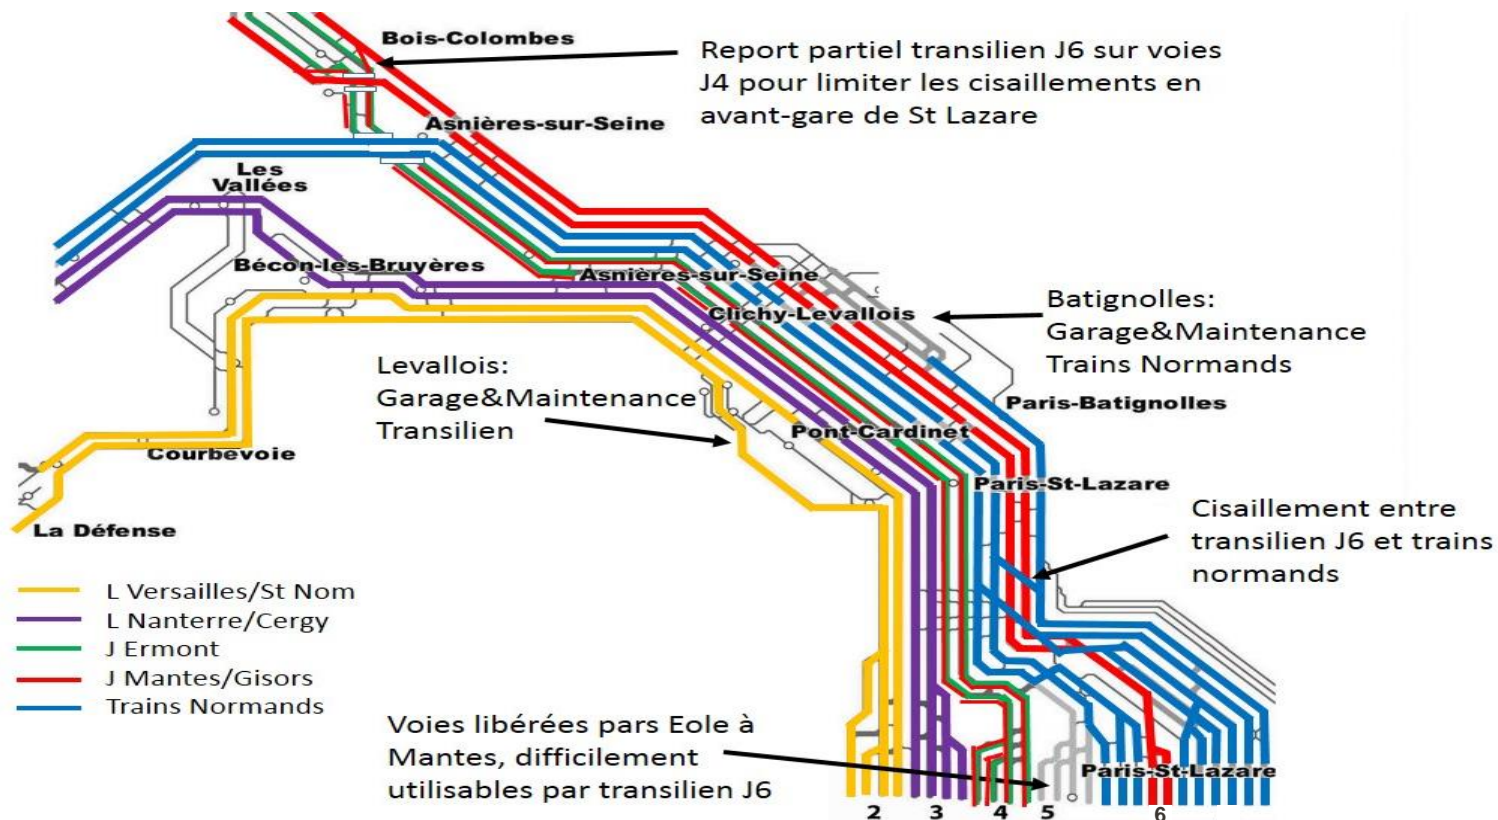 Bois-Colombes
Report partiel transilien J6 sur voies
J4 pour limiter les cisaillements en
avant-gare de St Lazare
Asnières-sur-Seine
Les
Vallées
Bécon-les-Bruyères
Asnières-sur-Seine
Clichy-Levallois
Batignolles:
Garage&Maintenance
Trains Normands
Levallois:
Garage&Maintenance
Transilien
Paris-Batignolles
Pont-Cardinet
Courbevoie
Paris-St-Lazare
La Défense
Cisaillement entre
transilien J6 et trains
normands
L Versailles/St Nom
L Nanterre/Cergy
J Ermont
J Mantes/Gisors
Trains Normands
Voies libérées pars Eole à
Mantes, difficilement
utilisables par transilien J6
Paris-St-Lazare
2 3 4 5 6